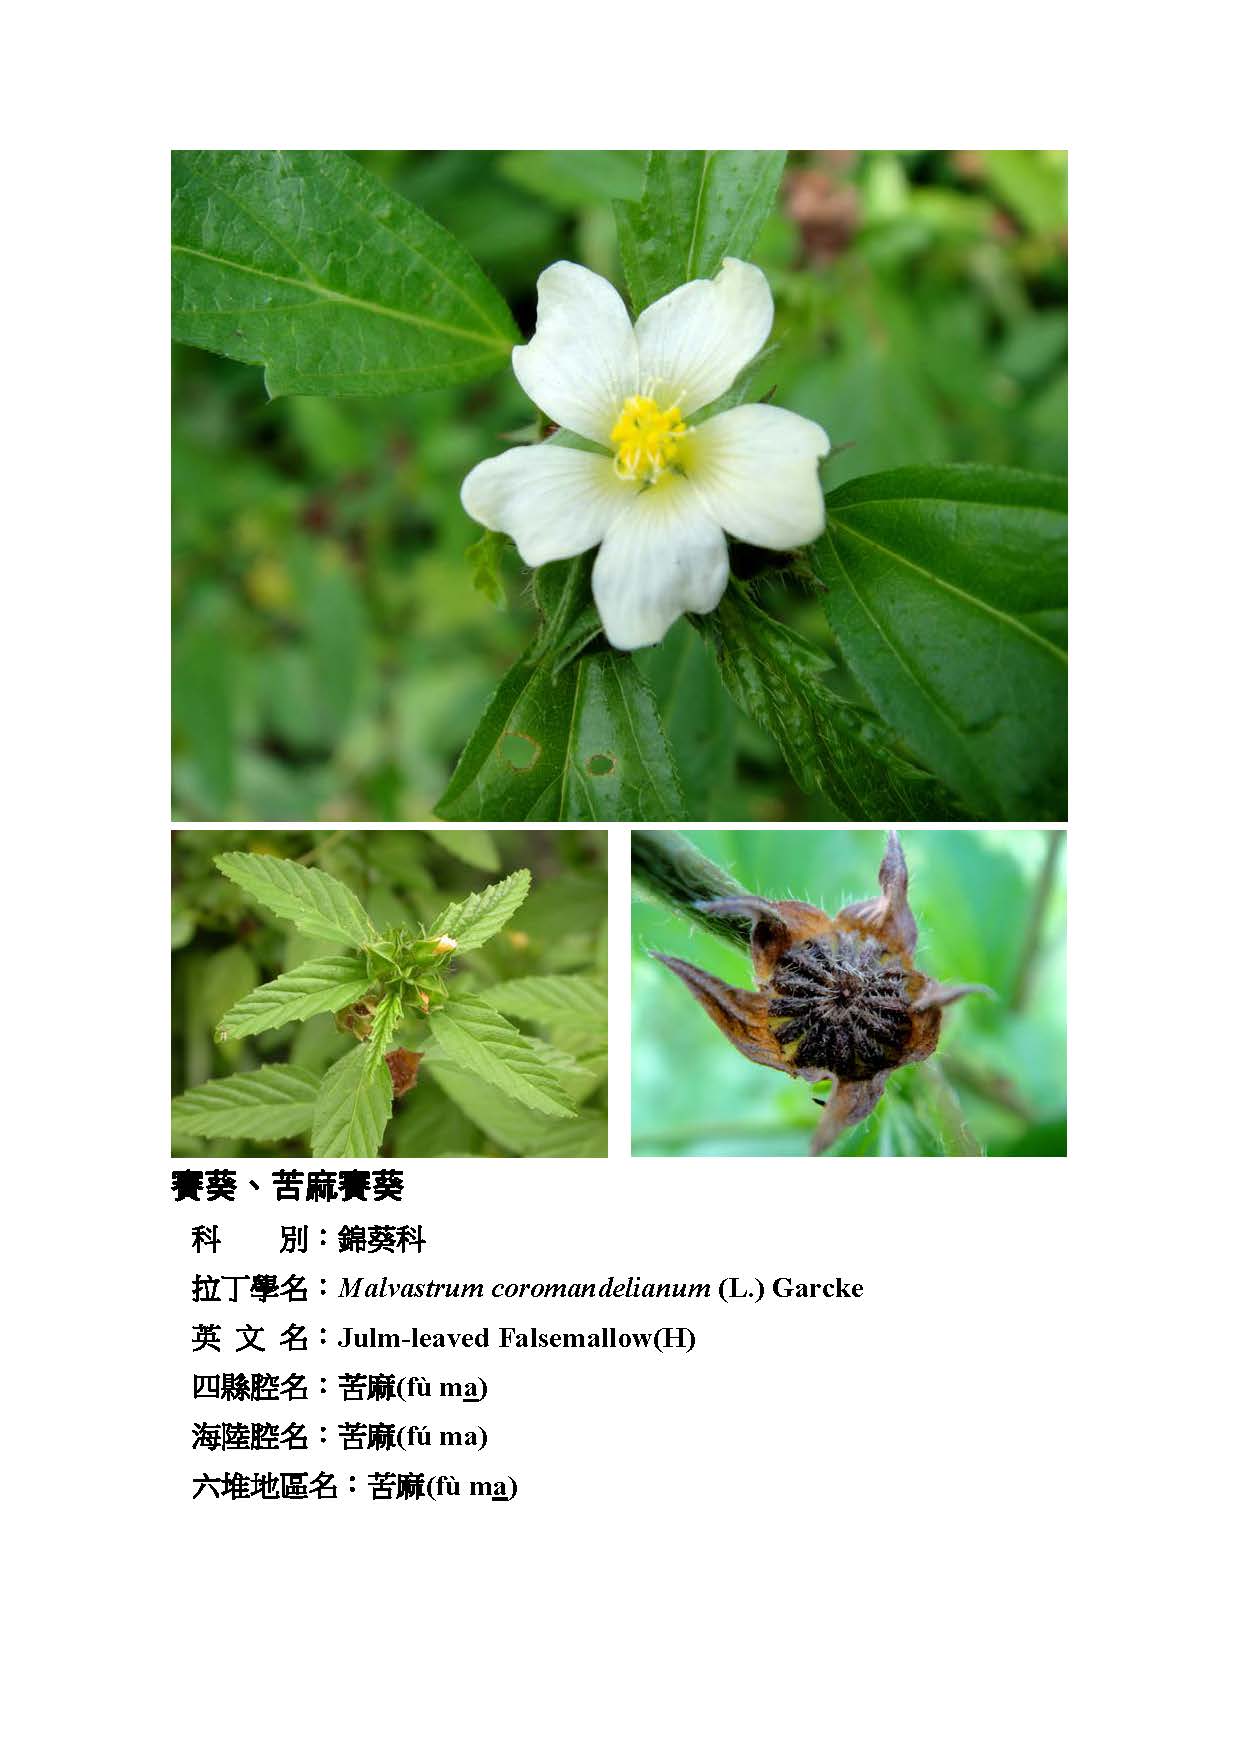 賽葵、苦麻賽葵
科　　別：錦葵科
拉丁學名：Malvastrum coromandelianum (L.) Garcke
英 文 名：Julm-leaved Falsemallow(H)
四縣腔名：苦麻(fù ma)
海陸腔名：苦麻(fú ma)
六堆地區名：苦麻(fù ma)